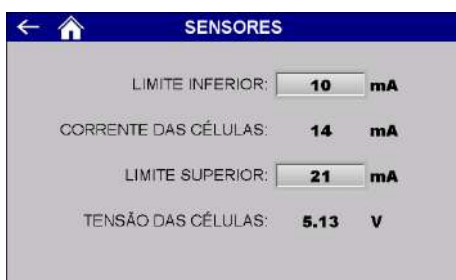 SENSORES
LIMITE INFERIOR: 10 mA
CORRENTE DAS CÉLULAS: 14 mA
LIMITE SUPERIOR: 21 mA
TENSÃO DAS CÉLULAS: 5.13 V